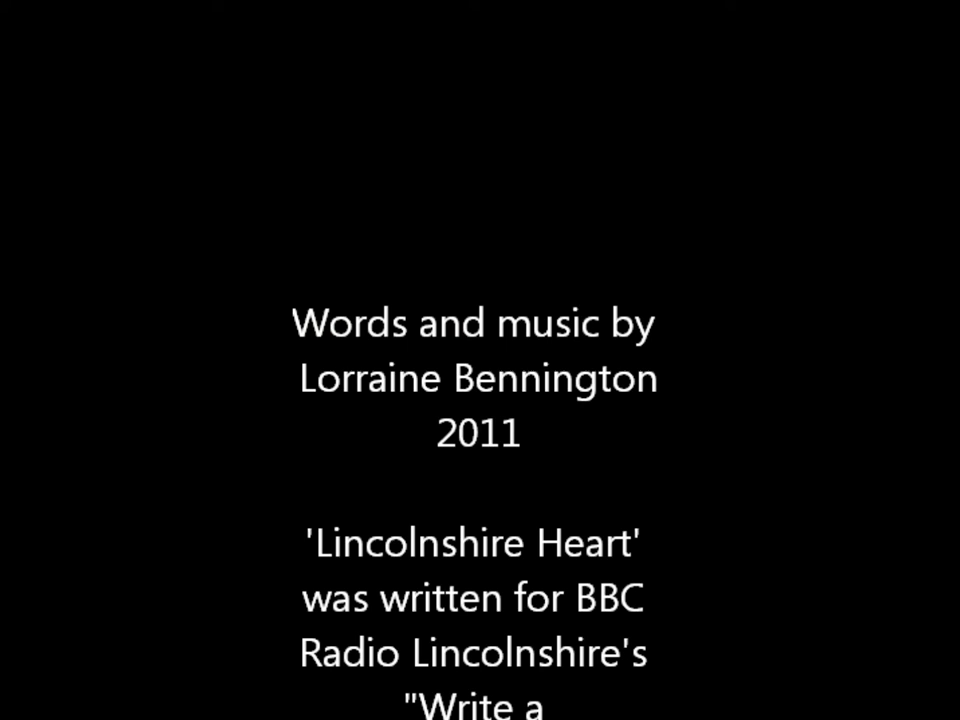 Words and music by
Lorraine Bennington
2011
'Lincolnshire Heart'
was written for BBC
Radio Lincolnshire's
"Write a